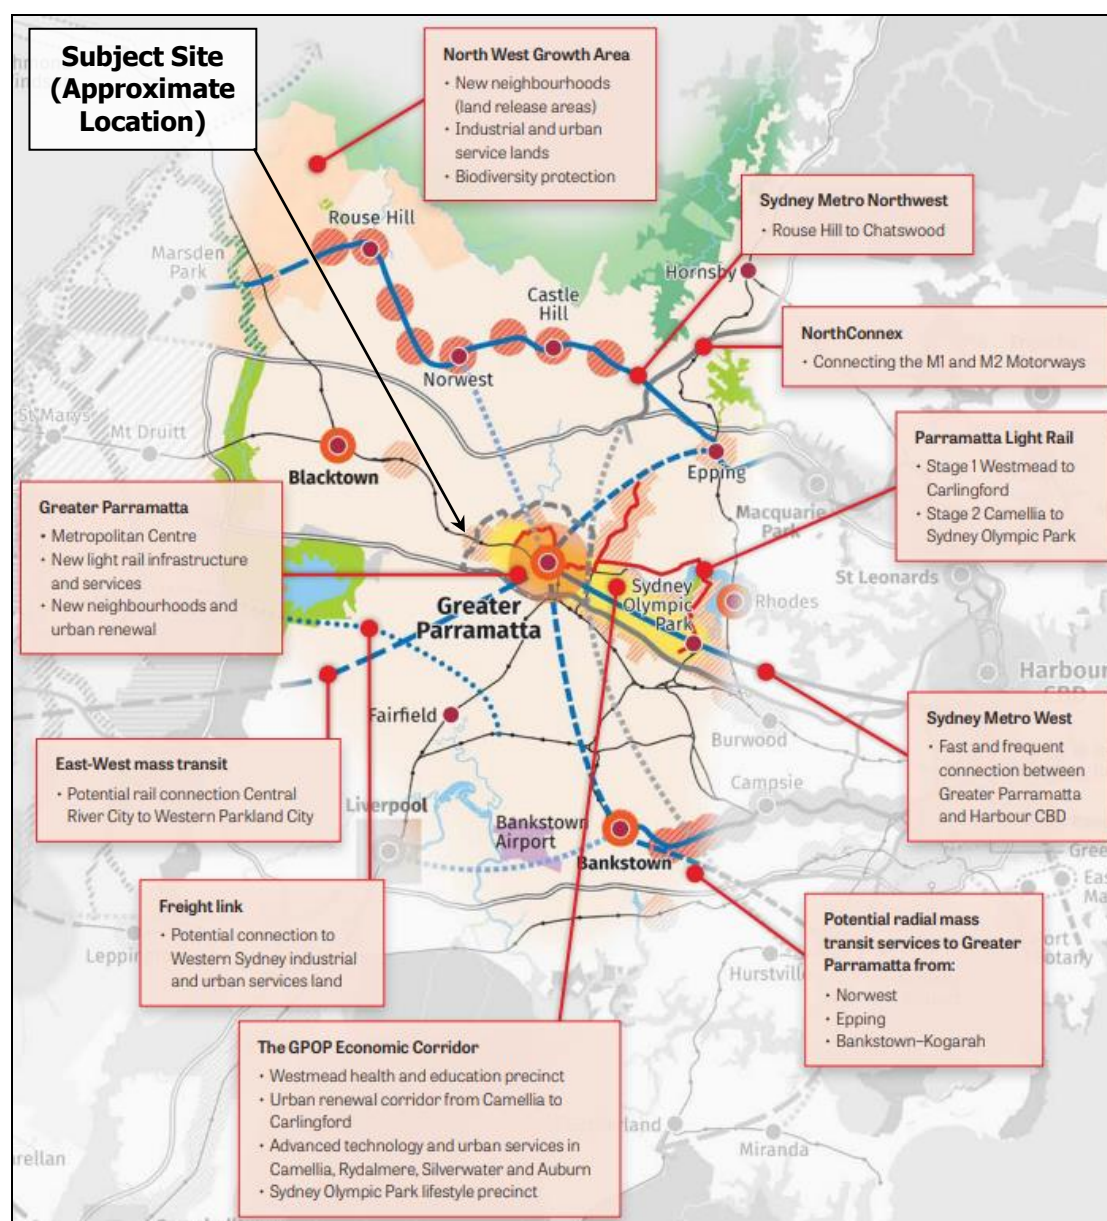 Subject Site
(Approximate
Location)
North West Growth Area
• New neighbourhoods
(land release areas)
• Industrial and urban
service lands
• Biodiversity protection
Sydney Metro Northwest
• Rouse Hill to Chatswood
Rouse Hill
Marsden
Park
Hornsby
Castle
Hill
Norwest
NorthConnex
• Connecting the M1 and M2 Motorways
St Marys
Mt Druitt
Blacktown
Epping
Macquarie
Park
Parramatta Light Rail
• Stage 1 Westmead to
Carlingford
• Stage 2 Camellia to
Sydney Olympic Park
Greater Parramatta
• Metropolitan Centre
• New light rail infrastructure
and services
• New neighbourhoods and
urban renewal
St Leonards
Sydney
Olympic
Park
Rhodes
Greater
Parramatta
Harbour
CBD
Fairfield
Burwood
Sydney Metro West
• Fast and frequent
connection between
Greater Parramatta
and Harbour CBD
East-West mass transit
• Potential rail connection Central
River City to Western Parkland City
Campsie
Liverpool
Bankstown
Airport
Bankstown
Freight link
• Potential connection to
Western Sydney industrial
and urban services land
Potential radial mass
transit services to Greater
Parramatta from:
• Norwest
• Epping
• Bankstown–Kogarah
The GPOP Economic Corridor
• Westmead health and education precinct
• Urban renewal corridor from Camellia to
Carlingford
• Advanced technology and urban services in
Camellia, Rydalmere, Silverwater and Auburn
• Sydney Olympic Park lifestyle precinct
Miranda